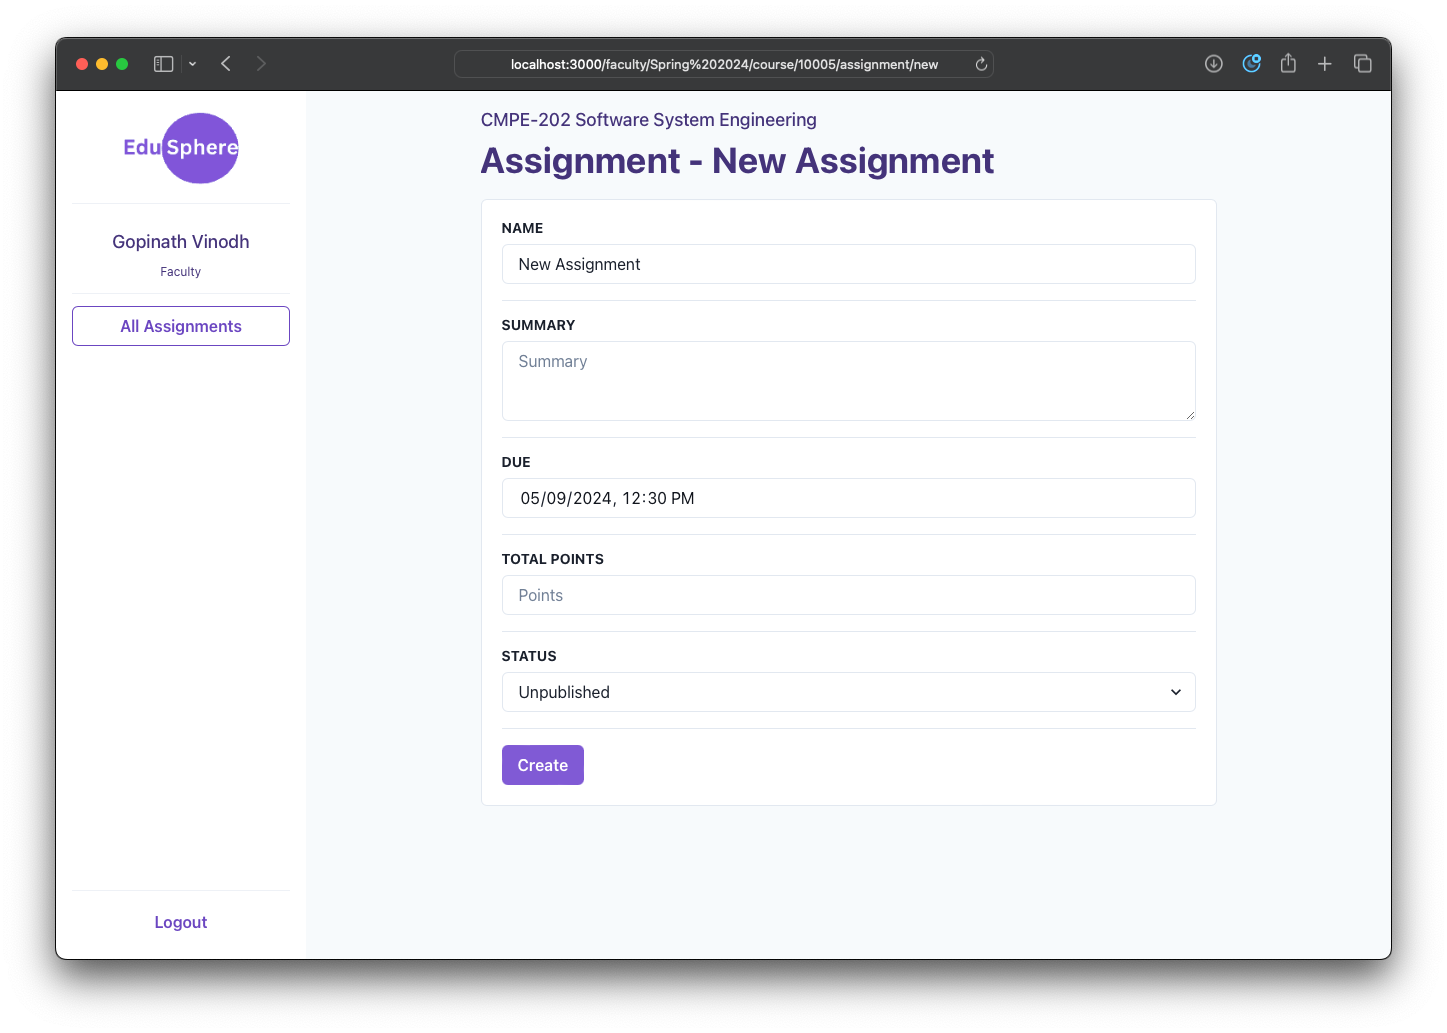 localhost:3000/faculty/Spring%202024/course/10005/assignment/new
EduSphere
Gopinath Vinodh
Faculty
All Assignments
Logout
CMPE-202 Software System Engineering
Assignment - New Assignment
NAME
New Assignment
SUMMARY
Summary
DUE
05/09/2024, 12:30 PM
TOTAL POINTS
Points
STATUS
Unpublished
Create